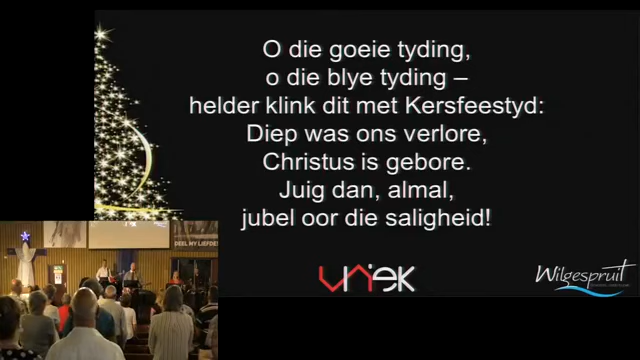 O die goeie tyding,
o die blye tyding –
helder klink dit met Kersfeestyd:
Diep was ons verlore,
Christus is gebore.
Juig dan, almal,
jubel oor die saligheid!
uniek
Wilgespruit
DEEL MY LIEFDE